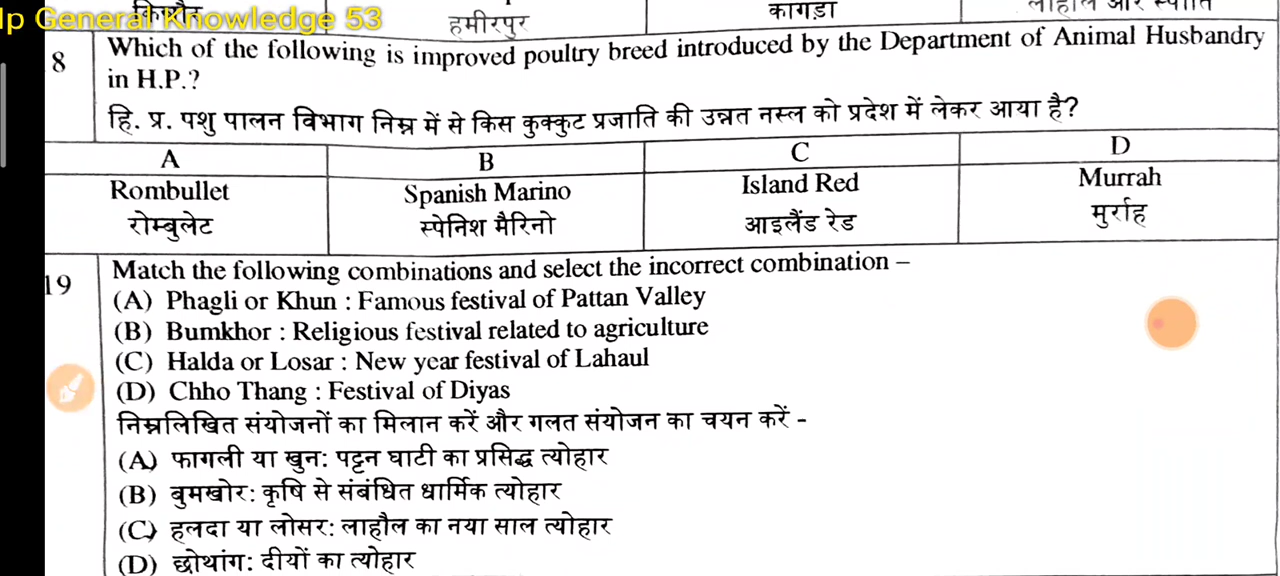 lp General Knowledge 53
किन्नौर
हमीरपुर
कागड़ा
लाहौल और स्पीति
8
Which of the following is improved poultry breed introduced by the Department of Animal Husbandry
in H.P.?
हि. प्र. पशु पालन विभाग निम्न में से किस कुक्कुट प्रजाति की उन्नत नस्ल को प्रदेश में लेकर आया है?
A B C D
Rombullet Spanish Marino Island Red Murrah
रोम्बुलेट स्पेनिश मैरिनो आइलैंड रेड मुर्राह
19
Match the following combinations and select the incorrect combination –
(A) Phagli or Khun : Famous festival of Pattan Valley
(B) Bumkhor : Religious festival related to agriculture
(C) Halda or Losar : New year festival of Lahaul
(D) Chho Thang : Festival of Diyas
निम्नलिखित संयोजनों का मिलान करें और गलत संयोजन का चयन करें -
(A) फागली या खुन: पट्टन घाटी का प्रसिद्ध त्योहार
(B) बुमखोर: कृषि से संबंधित धार्मिक त्योहार
(C) हलदा या लोसर: लाहौल का नया साल त्योहार
(D) छोथांग: दीयों का त्योहार